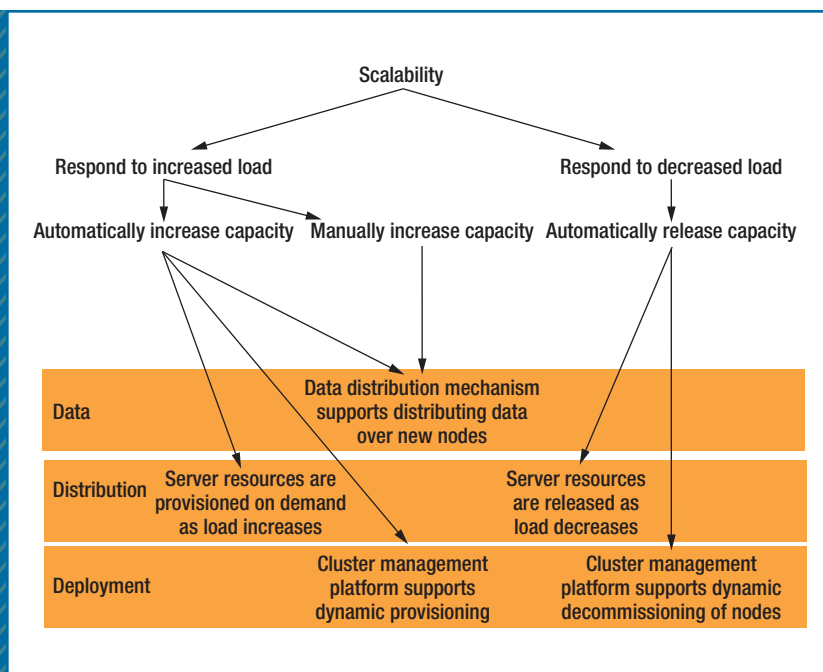 Scalability
Respond to increased load
Respond to decreased load
Automatically increase capacity
Manually increase capacity
Automatically release capacity
Data
Data distribution mechanism
supports distributing data
over new nodes
Distribution
Server resources are
provisioned on demand
as load increases
Server resources
are released as
load decreases
Deployment
Cluster management
platform supports
dynamic provisioning
Cluster management
platform supports dynamic
decommissioning of nodes